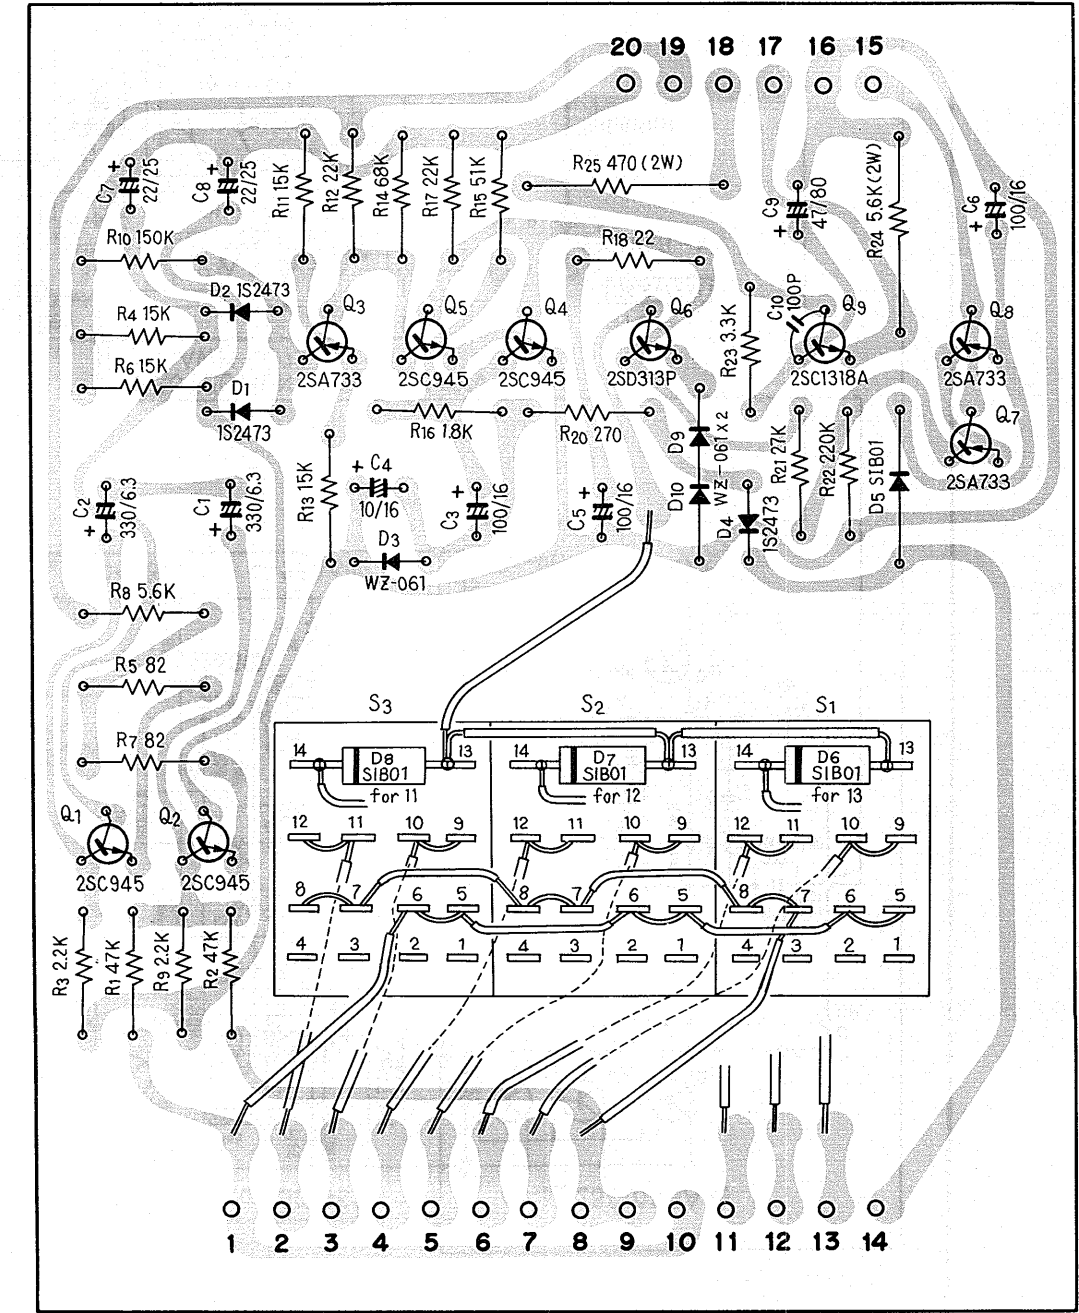 20 19 18 17 16 15
R25 470 (2W)
C7 22/25
+
C8 22/25
+
R11 15K
R12 22K
R14 68K
R17 22K
R15 51K
C9 47/80
+
R24 5.6K(2W)
C6 100/16
+
R10 150K
R18 22
D2 1S2473
R4 15K
Q3
Q5
Q4
Q6
R23 3.3K
C10 100P
Q9
Q8
R6 15K
2SA733
2SC945
2SC945
2SD313P
2SC1318A
2SA733
D1
1S2473
R16 1.8K
R20 270
D9
D10
WZ-061 x 2
R21 27K
R22 220K
D5 SIB01
Q7
2SA733
C2 330/6.3
+
C1 330/6.3
+
R13 15K
+ C4
10/16
C3 100/16
+
C5 100/16
+
D4 1S2473
D3
WZ-061
R8 5.6K
R5 82
R7 82
S3 S2 S1
14 D8 SIB01 13
for 11
14 D7 SIB01 13
for 12
14 D6 SIB01 13
for 13
Q1
Q2
2SC945
2SC945
12 11 10 9 12 11 10 9 12 11 10 9
8 7 6 5 8 7 6 5 8 7 6 5
4 3 2 1 4 3 2 1 4 3 2 1
R3 2.2K
R1 47K
R9 2.2K
R2 47K
1 2 3 4 5 6 7 8 9 10 11 12 13 14